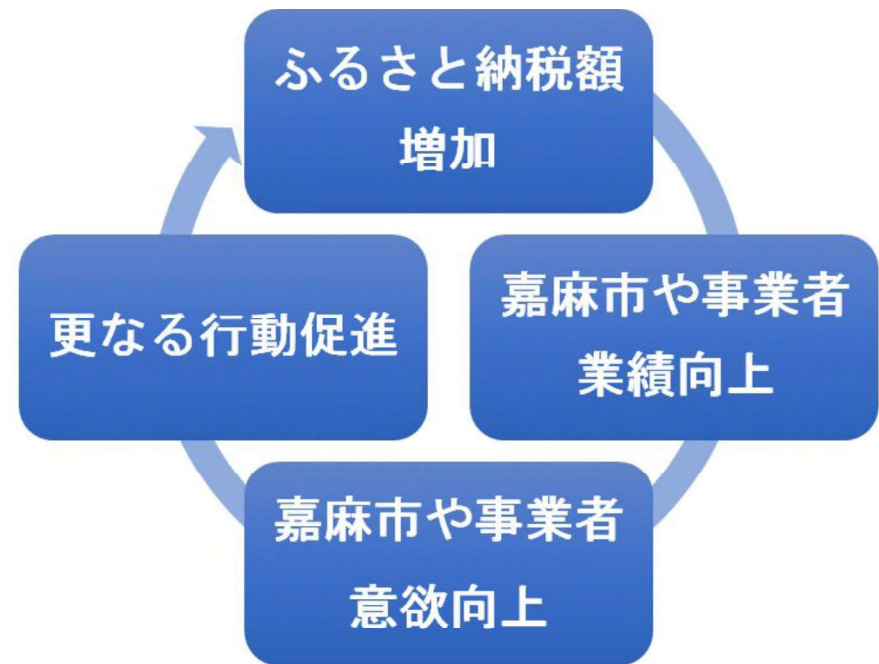 ふるさと納税額
増加
嘉麻市や事業者
業績向上
嘉麻市や事業者
意欲向上
更なる行動促進